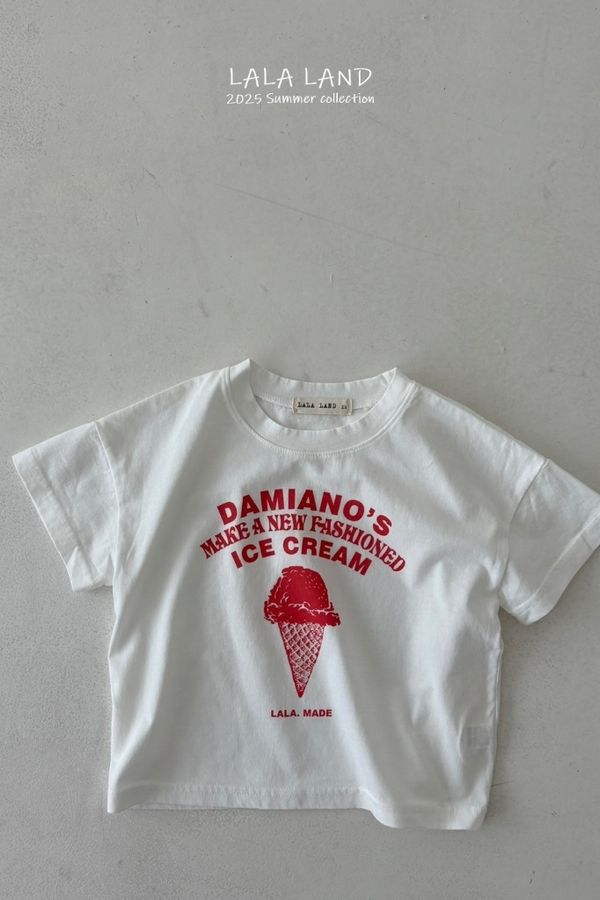 LALA LAND
2025 Summer collection
LALA LAND
DAMIANO'S
MAKE A NEW FASHIONED
ICE CREAM
LALA. MADE